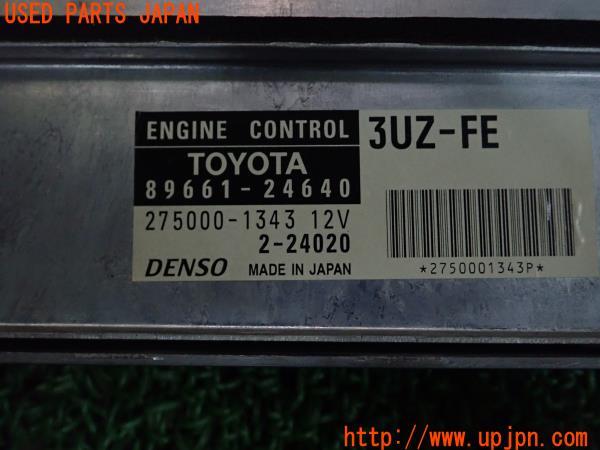 USED PARTS JAPAN
ENGINE CONTROL
3UZ-FE
TOYOTA
89661-24640
275000-1343 12V
2-24020
DENSO
MADE IN JAPAN
*2750001343P*
U.P.J
http://www.upjpn.com